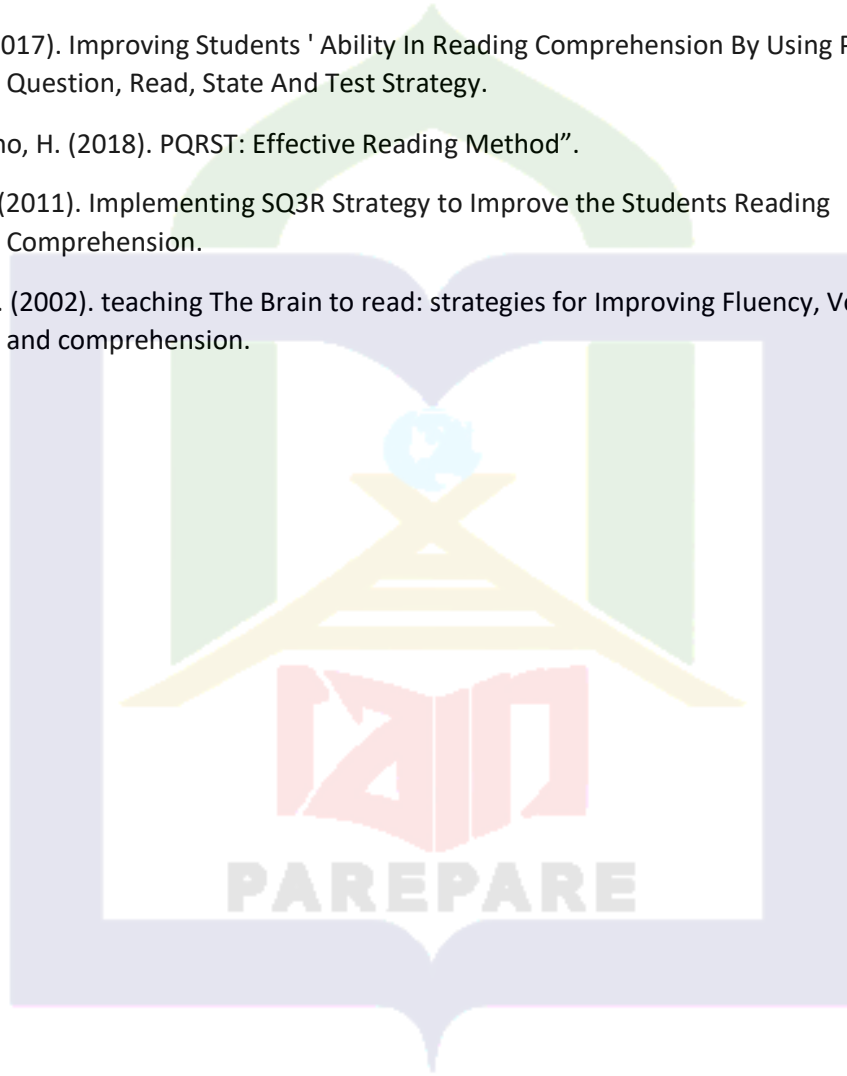 017). Improving Students ' Ability In Reading Comprehension By Using P
Question, Read, State And Test Strategy.
no, H. (2018). PQRST: Effective Reading Method”.
(2011). Implementing SQ3R Strategy to Improve the Students Reading
Comprehension.
. (2002). teaching The Brain to read: strategies for Improving Fluency, Vo
and comprehension.
iain
PAREPARE